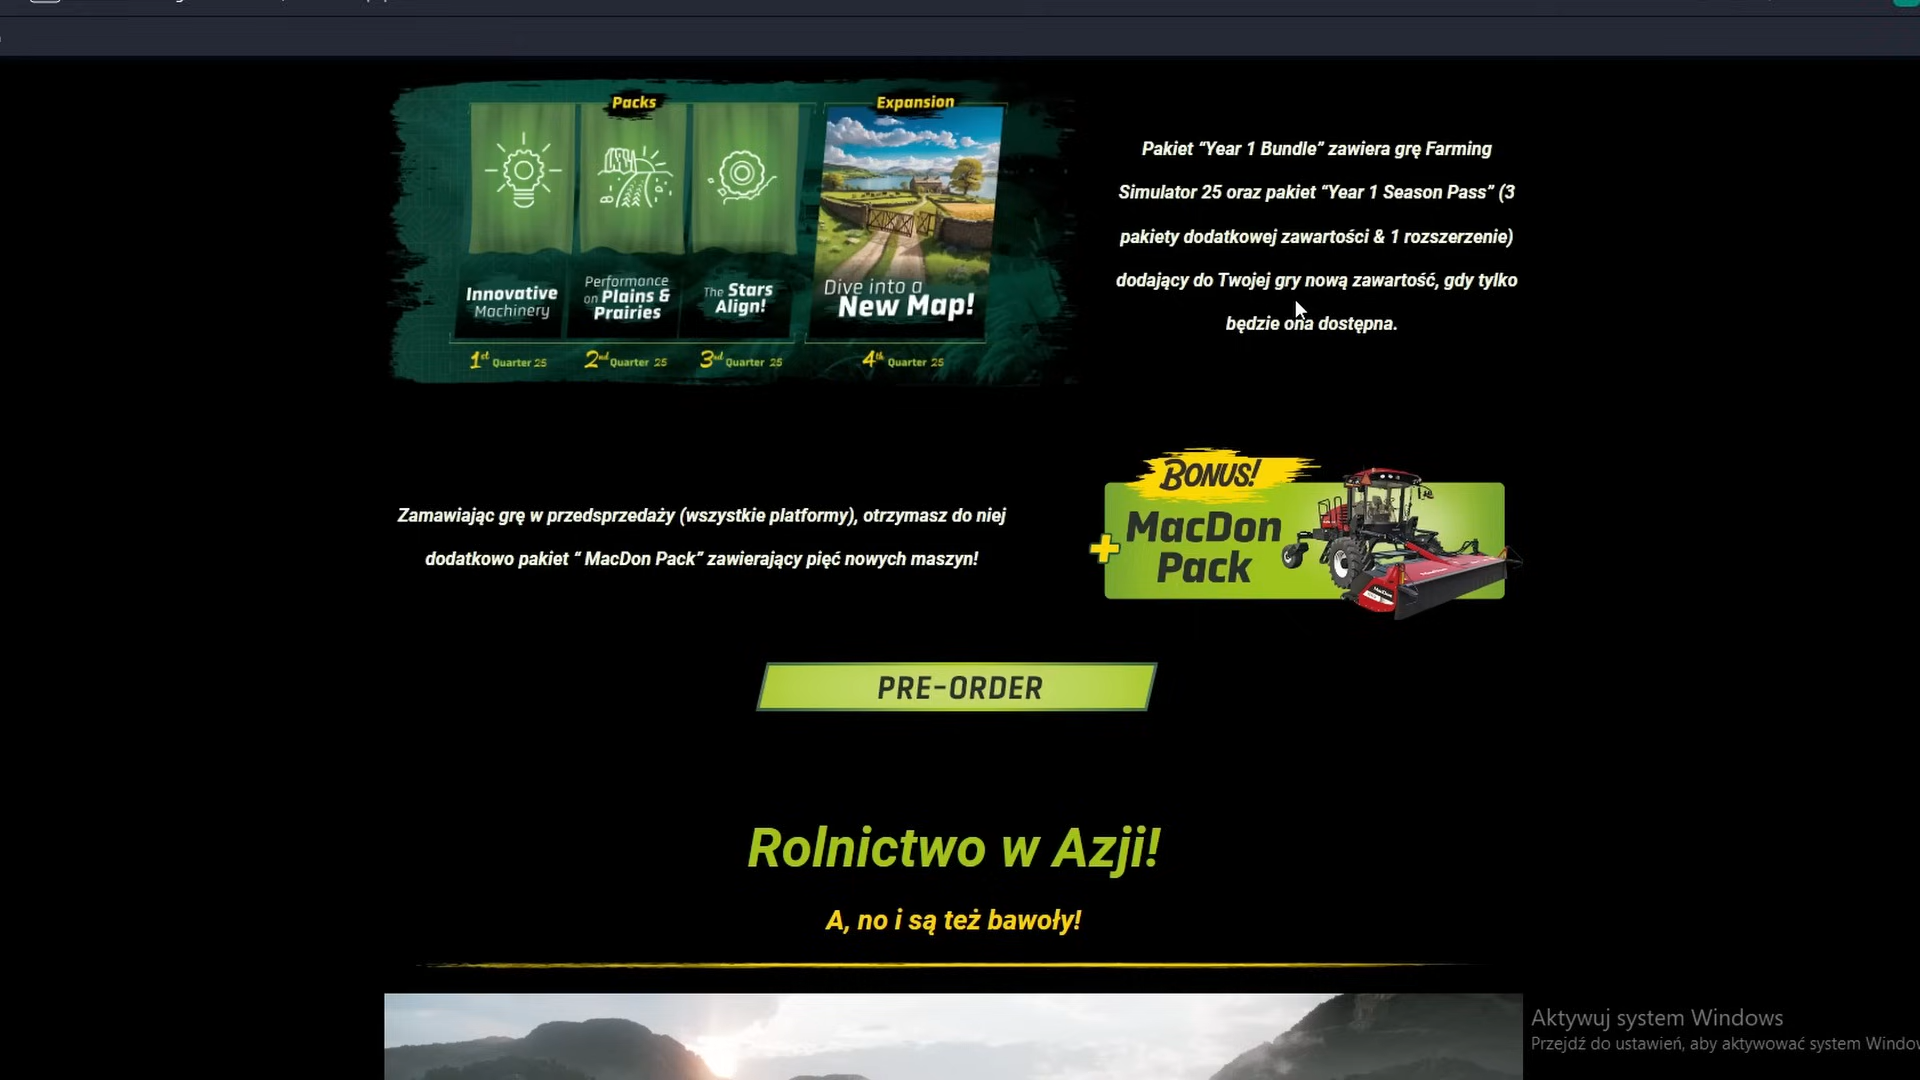 Packs
Expansion
Innovative
Machinery
Performance
on Plains &
Prairies
The Stars
Align!
Dive into a
New Map!
1st Quarter 25
2nd Quarter 25
3rd Quarter 25
4th Quarter 25
Pakiet “Year 1 Bundle” zawiera grę Farming
Simulator 25 oraz pakiet “Year 1 Season Pass” (3
pakiety dodatkowej zawartości & 1 rozszerzenie)
dodający do Twojej gry nową zawartość, gdy tylko
będzie ona dostępna.
Zamawiając grę w przedsprzedaży (wszystkie platformy), otrzymasz do niej
dodatkowo pakiet “ MacDon Pack” zawierający pięć nowych maszyn!
BONUS!
+ MacDon
Pack
PRE-ORDER
Rolnictwo w Azji!
A, no i są też bawoły!
Aktywuj system Windows
Przejdź do ustawień, aby aktywować system Window